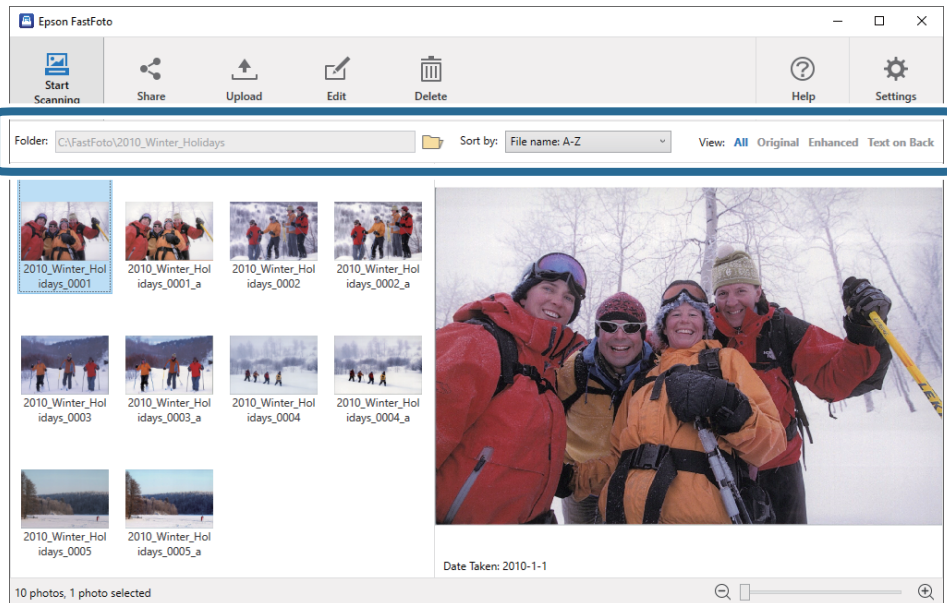 Epson FastFoto
Start
Scanning
Share
Upload
Edit
Delete
Help
Settings
Folder: C:\FastFoto\2010_Winter_Holidays
Sort by: File name: A-Z
View: All Original Enhanced Text on Back
2010_Winter_Hol
idays_0001
2010_Winter_Hol
idays_0001_a
2010_Winter_Hol
idays_0002
2010_Winter_Hol
idays_0002_a
2010_Winter_Hol
idays_0003
2010_Winter_Hol
idays_0003_a
2010_Winter_Hol
idays_0004
2010_Winter_Hol
idays_0004_a
2010_Winter_Hol
idays_0005
2010_Winter_Hol
idays_0005_a
Date Taken: 2010-1-1
10 photos, 1 photo selected